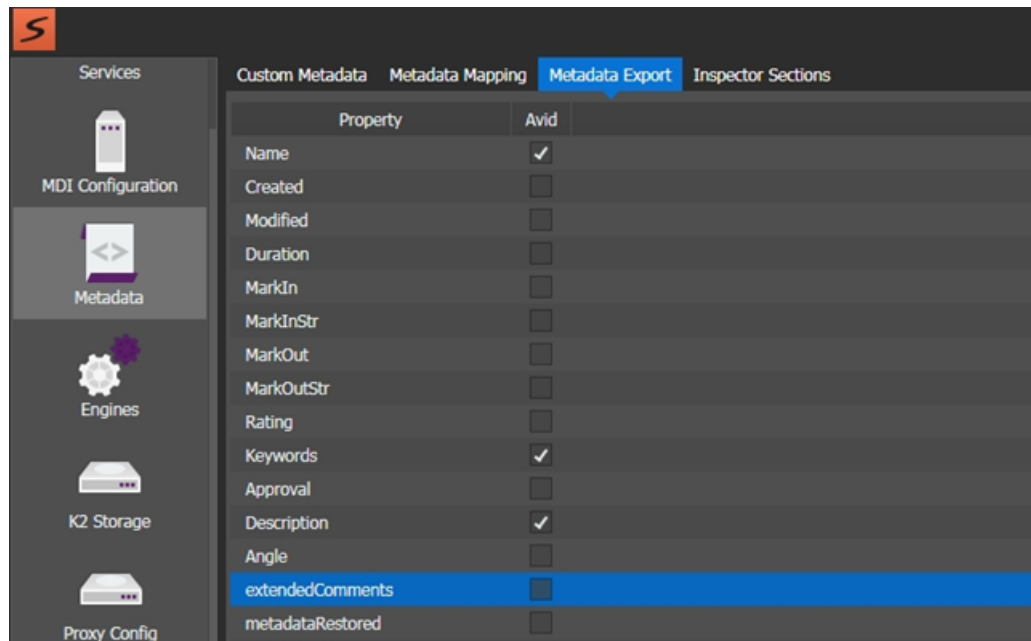 S
Services
MDI Configuration
Metadata
Engines
K2 Storage
Proxy Config
Custom Metadata Metadata Mapping Metadata Export Inspector Sections
Property Avid
Name
Created
Modified
Duration
MarkIn
MarkInStr
MarkOut
MarkOutStr
Rating
Keywords
Approval
Description
Angle
extendedComments
metadataRestored